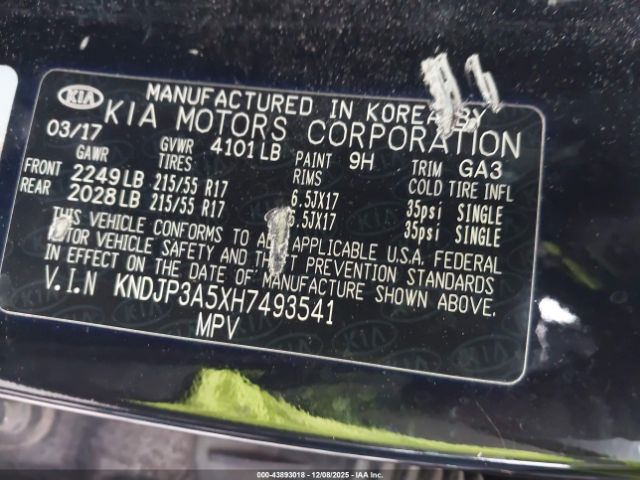 KIA
MANUFACTURED IN KOREA BY
KIA MOTORS CORPORATION
03/17 GVWR 4101LB PAINT 9H TRIM GA3
GAWR TIRES RIMS COLD TIRE INFL
FRONT 2249LB 215/55 R17 6.5JX17 35psi SINGLE
REAR 2028LB 215/55 R17 6.5JX17 35psi SINGLE
THIS VEHICLE CONFORMS TO ALL APPLICABLE U.S.A. FEDERAL
MOTOR VEHICLE SAFETY AND THEFT PREVENTION STANDARDS
IN EFFECT ON THE DATE OF MANUFACTURE SHOWN ABOVE.
V.I.N KNDJP3A5XH7493541
MPV
000-43893018 - 12/08/2025 - IAA Inc.